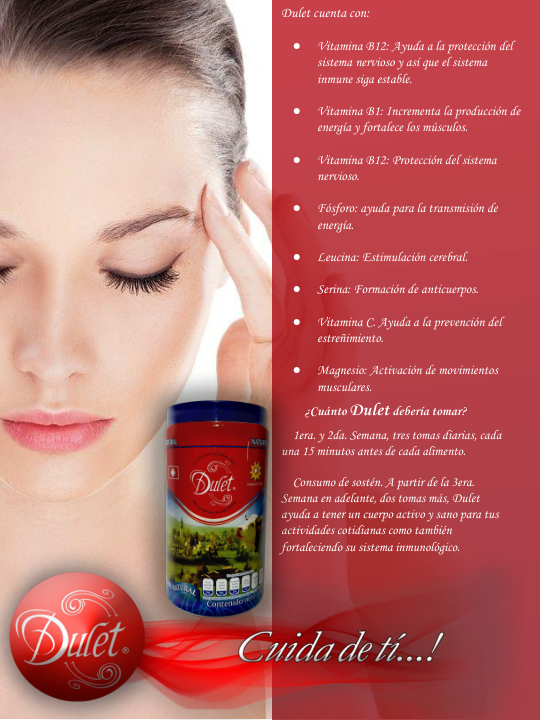 Dulet cuenta con:
• Vitamina B12: Ayuda a la protección del
sistema nervioso y así que el sistema
inmune siga estable.
• Vitamina B1: Incrementa la producción de
energía y fortalece los músculos.
• Vitamina B12: Protección del sistema
nervioso.
• Fósforo: ayuda para la transmisión de
energía.
• Leucina: Estimulación cerebral.
• Serina: Formación de anticuerpos.
• Vitamina C. Ayuda a la prevención del
estreñimiento.
• Magnesio: Activación de movimientos
musculares.
¿Cuánto Dulet debería tomar?
1era. y 2da. Semana, tres tomas diarias, cada
una 15 minutos antes de cada alimento.
Consumo de sostén. A partir de la 3era.
Semana en adelante, dos tomas más, Dulet
ayuda a tener un cuerpo activo y sano para tus
actividades cotidianas como también
fortaleciendo su sistema inmunológico.
Dulet
NATURAL
Contenido
Dulet®
Cuida de tí...!